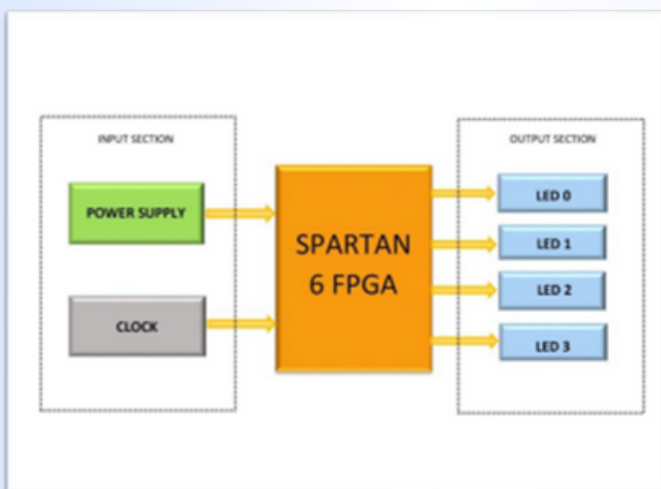 INPUT SECTION
POWER SUPPLY
CLOCK
SPARTAN
6 FPGA
OUTPUT SECTION
LED 0
LED 1
LED 2
LED 3